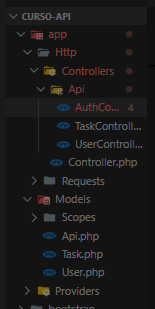 CURSO-API
app
Http
Controllers
Api
AuthCo... 4
TaskControll...
UserControll...
Controller.php
Requests
Models
Scopes
Api.php
Task.php
User.php
Providers
bootstrap